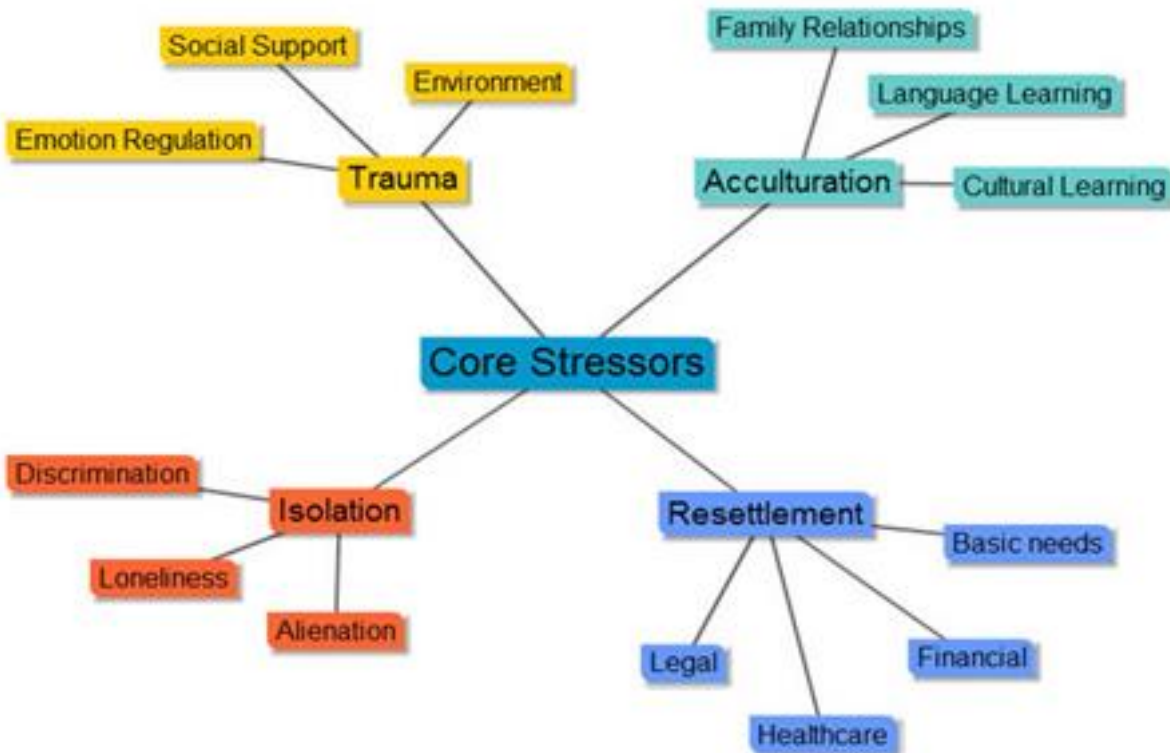 Social Support
Environment
Emotion Regulation
Trauma
Family Relationships
Language Learning
Acculturation
Cultural Learning
Core Stressors
Discrimination
Isolation
Loneliness
Alienation
Resettlement
Basic needs
Legal
Financial
Healthcare